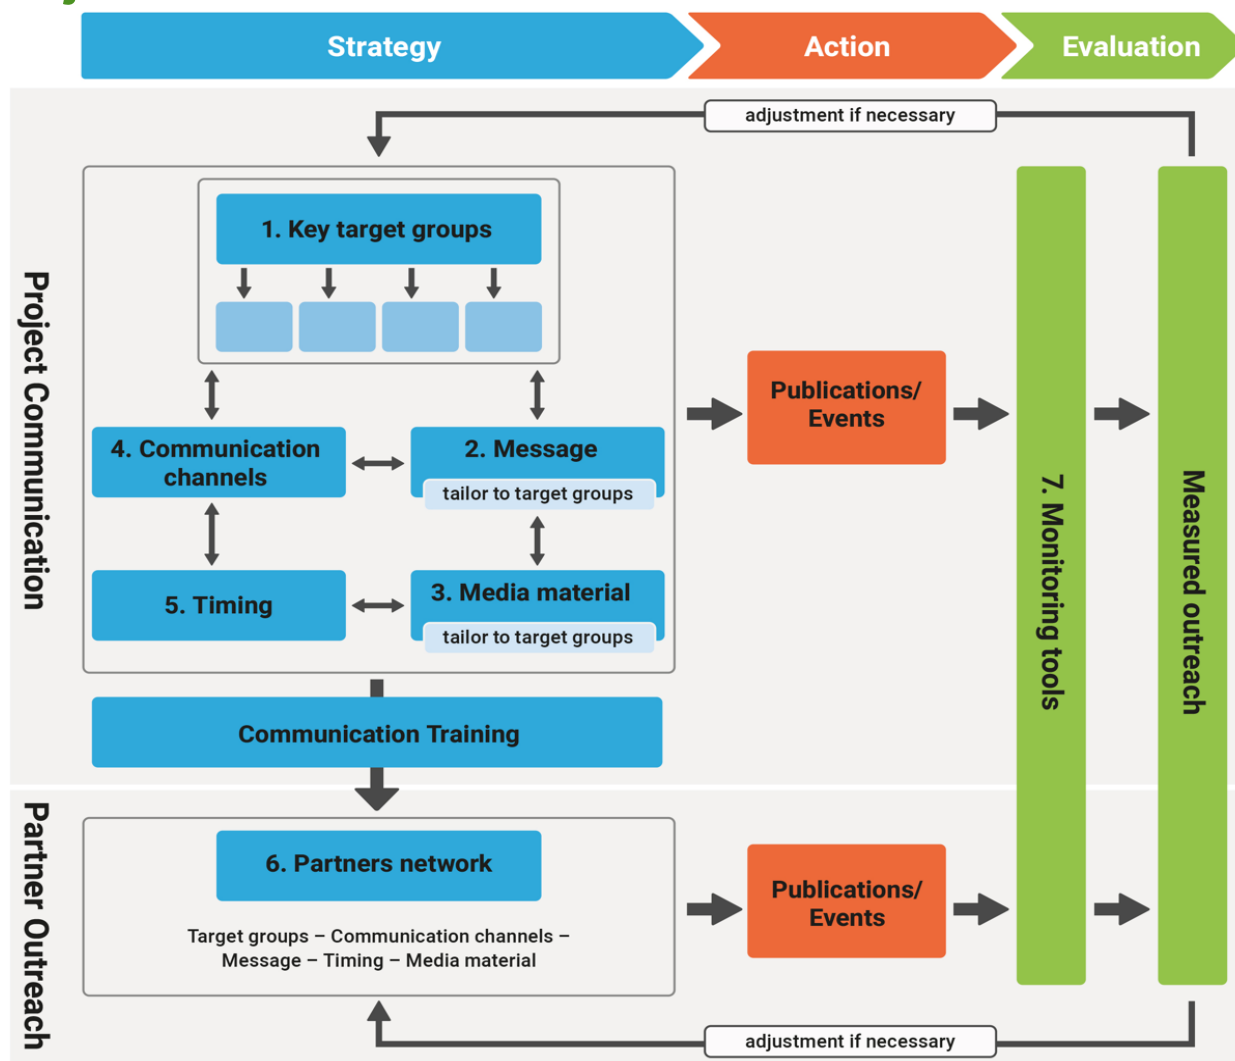 Strategy
Action
Evaluation
adjustment if necessary
Project Communication
1. Key target groups
4. Communication
channels
2. Message
tailor to target groups
5. Timing
3. Media material
tailor to target groups
Publications/
Events
7. Monitoring tools
Measured outreach
Communication Training
Partner Outreach
6. Partners network
Target groups – Communication channels –
Message – Timing – Media material
Publications/
Events
adjustment if necessary